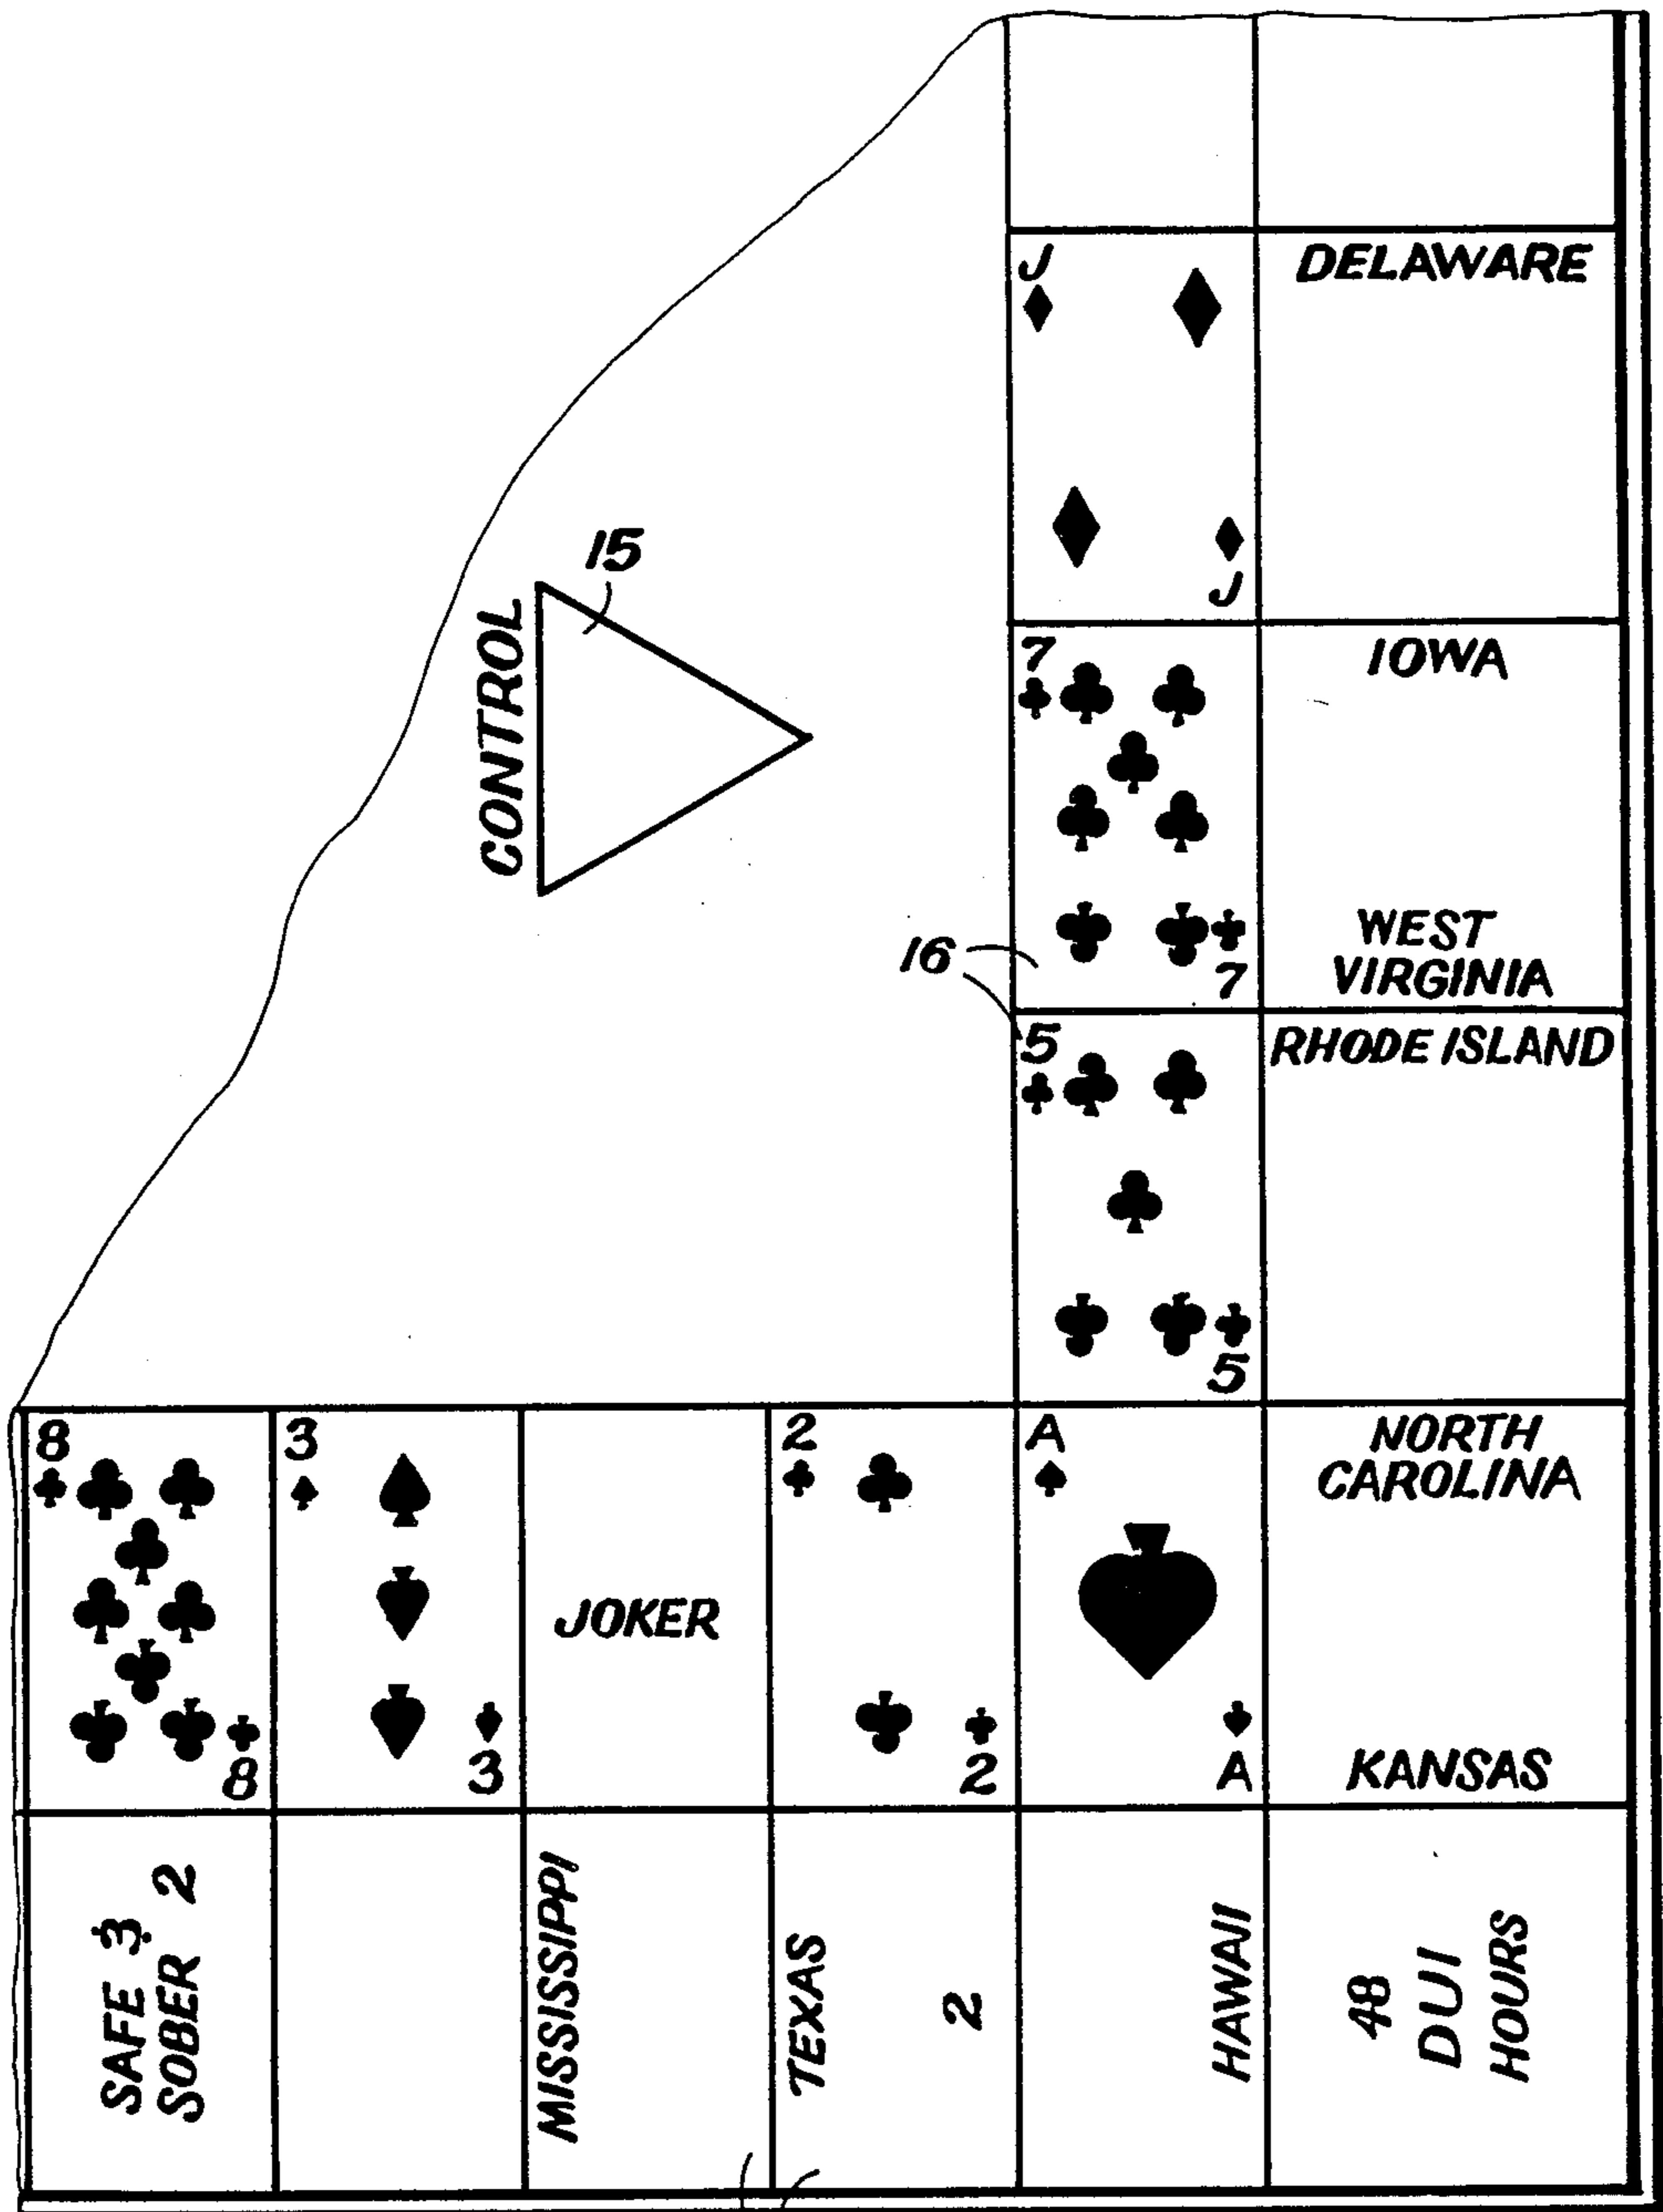 J
DELAWARE
15
CONTROL
J
7
IOWA
16
WEST
VIRGINIA
7
5
RHODE ISLAND
5
8
3
2
A
NORTH
CAROLINA
JOKER
8
3
2
A
KANSAS
SAFE 3
SOBER 2
MISSISSIPPI
TEXAS
2
HAWAII
48
DUI
HOURS